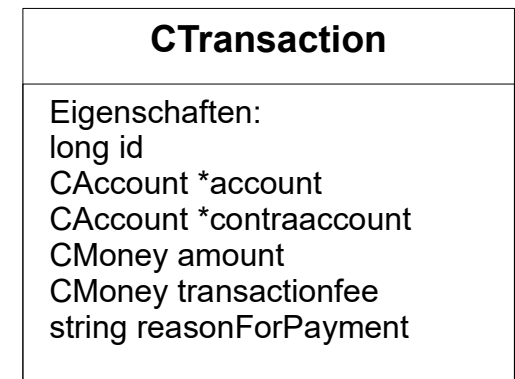 CTransaction
Eigenschaften:
long id
CAccount *account
CAccount *contraaccount
CMoney amount
CMoney transactionfee
string reasonForPayment